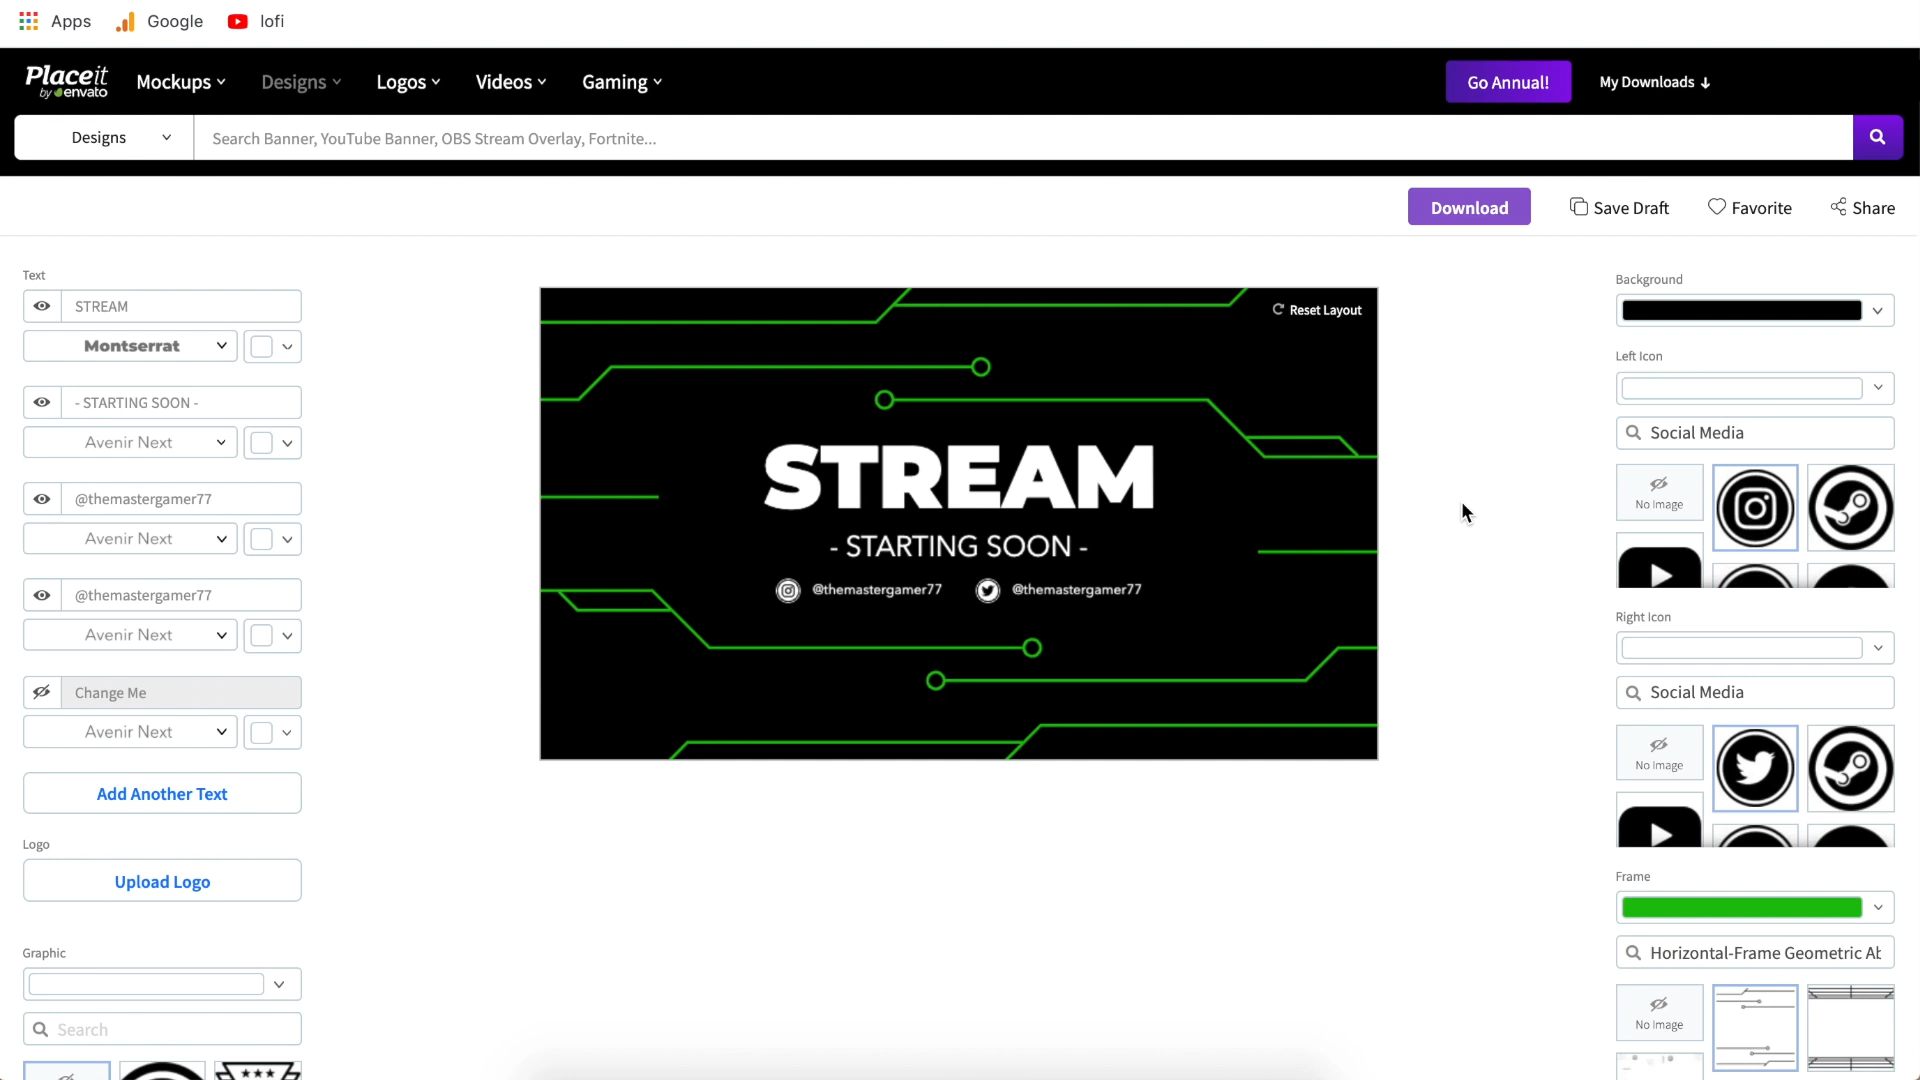 Apps Google lofi
Placeit Mockups Designs Logos Videos Gaming Go Annual! My Downloads
by envato
Designs Search Banner, YouTube Banner, OBS Stream Overlay, Fortnite...
Download Save Draft Favorite Share
Text
STREAM
Montserrat
- STARTING SOON -
Avenir Next
@themastergamer77
Avenir Next
@themastergamer77
Avenir Next
Change Me
Avenir Next
Add Another Text
Logo
Upload Logo
Graphic
Search
Reset Layout
STREAM
- STARTING SOON -
@themastergamer77 @themastergamer77
Background
Left Icon
Social Media
No Image
Right Icon
Social Media
No Image
Frame
Horizontal-Frame Geometric Ab
No Image